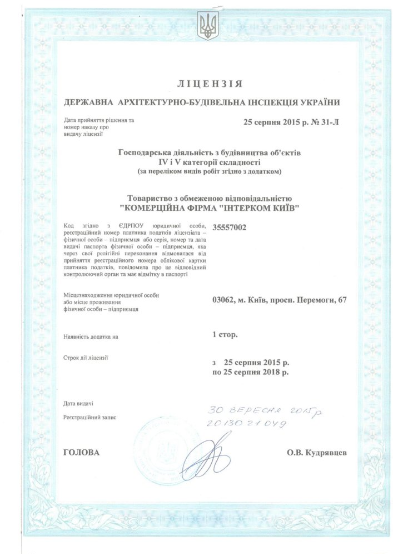 ЛІЦЕНЗІЯ
ДЕРЖАВНА АРХІТЕКТУРНО-БУДІВЕЛЬНА ІНСПЕКЦІЯ УКРАЇНИ
Дата прийняття рішення та
номер наказу про
видачу ліцензії
25 серпня 2015 р. № 31-Л
Господарська діяльність з будівництва об'єктів
IV і V категорії складності
(за переліком видів робіт згідно з додатком)
Товариство з обмеженою відповідальністю
"КОМЕРЦІЙНА ФІРМА "ІНТЕРКОМ КИЇВ"
Код згідно з ЄДРПОУ юридичної особи,
реєстраційний номер платника податків ліцензіата –
фізичної особи – підприємця або серія, номер та дата
видачі паспорта фізичної особи – підприємця, яка
через свої релігійні переконання відмовилася від
прийняття реєстраційного номера облікової картки
платника податків, повідомила про це відповідний
контролюючий орган та має відмітку в паспорті
35557002
Місцезнаходження юридичної особи
або місце проживання
фізичної особи – підприємця
03062, м. Київ, просп. Перемоги, 67
Наявність додатка на
1 стор.
Строк дії ліцензії
з 25 серпня 2015 р.
по 25 серпня 2018 р.
Дата видачі
30 вересня 2015р
Реєстраційний запис
2013071049
ГОЛОВА
О.В. Кудрявцев